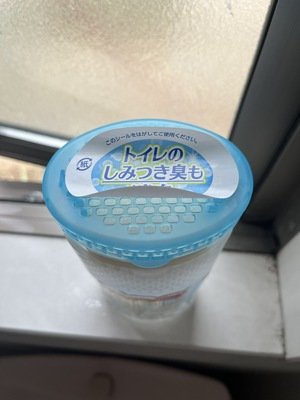 このシールをはがしてご使用ください。
トイレの
しみつき臭も
紙